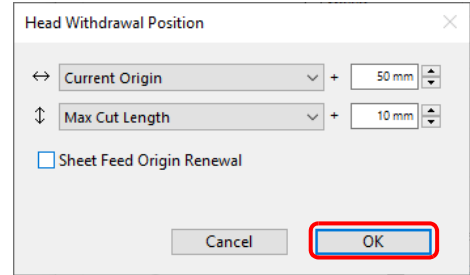 Head Withdrawal Position
Current Origin + 50 mm
Max Cut Length + 10 mm
Sheet Feed Origin Renewal
Cancel OK